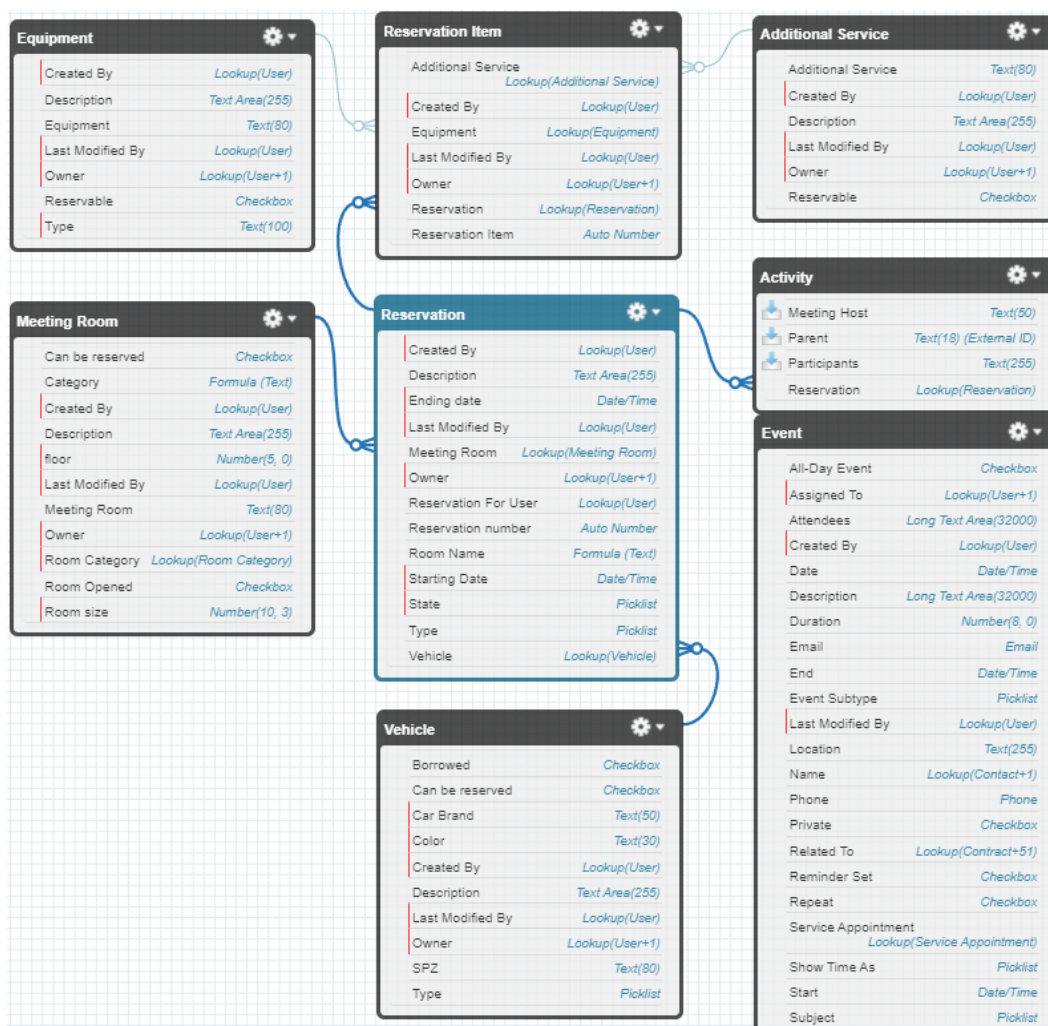 Equipment
Created By Lookup(User)
Description Text Area(255)
Equipment Text(80)
Last Modified By Lookup(User)
Owner Lookup(User+1)
Reservable Checkbox
Type Text(100)
Reservation Item
Additional Service
Lookup(Additional Service)
Created By Lookup(User)
Equipment Lookup(Equipment)
Last Modified By Lookup(User)
Owner Lookup(User+1)
Reservation Lookup(Reservation)
Reservation Item Auto Number
Additional Service
Additional Service Text(80)
Created By Lookup(User)
Description Text Area(255)
Last Modified By Lookup(User)
Owner Lookup(User+1)
Reservable Checkbox
Meeting Room
Can be reserved Checkbox
Category Formula (Text)
Created By Lookup(User)
Description Text Area(255)
floor Number(5, 0)
Last Modified By Lookup(User)
Meeting Room Text(80)
Owner Lookup(User+1)
Room Category Lookup(Room Category)
Room Opened Checkbox
Room size Number(10, 3)
Reservation
Created By Lookup(User)
Description Text Area(255)
Ending date Date/Time
Last Modified By Lookup(User)
Meeting Room Lookup(Meeting Room)
Owner Lookup(User+1)
Reservation For User Lookup(User)
Reservation number Auto Number
Room Name Formula (Text)
Starting Date Date/Time
State Picklist
Type Picklist
Vehicle Lookup(Vehicle)
Activity
Meeting Host Text(50)
Parent Text(18) (External ID)
Participants Text(255)
Reservation Lookup(Reservation)
Vehicle
Borrowed Checkbox
Can be reserved Checkbox
Car Brand Text(50)
Color Text(30)
Created By Lookup(User)
Description Text Area(255)
Last Modified By Lookup(User)
Owner Lookup(User+1)
SPZ Text(80)
Type Picklist
Event
All-Day Event Checkbox
Assigned To Lookup(User+1)
Attendees Long Text Area(32000)
Created By Lookup(User)
Date Date/Time
Description Long Text Area(32000)
Duration Number(8, 0)
Email Email
End Date/Time
Event Subtype Picklist
Last Modified By Lookup(User)
Location Text(255)
Name Lookup(Contact+1)
Phone Phone
Private Checkbox
Related To Lookup(Contract+51)
Reminder Set Checkbox
Repeat Checkbox
Service Appointment
Lookup(Service Appointment)
Show Time As Picklist
Start Date/Time
Subject Picklist